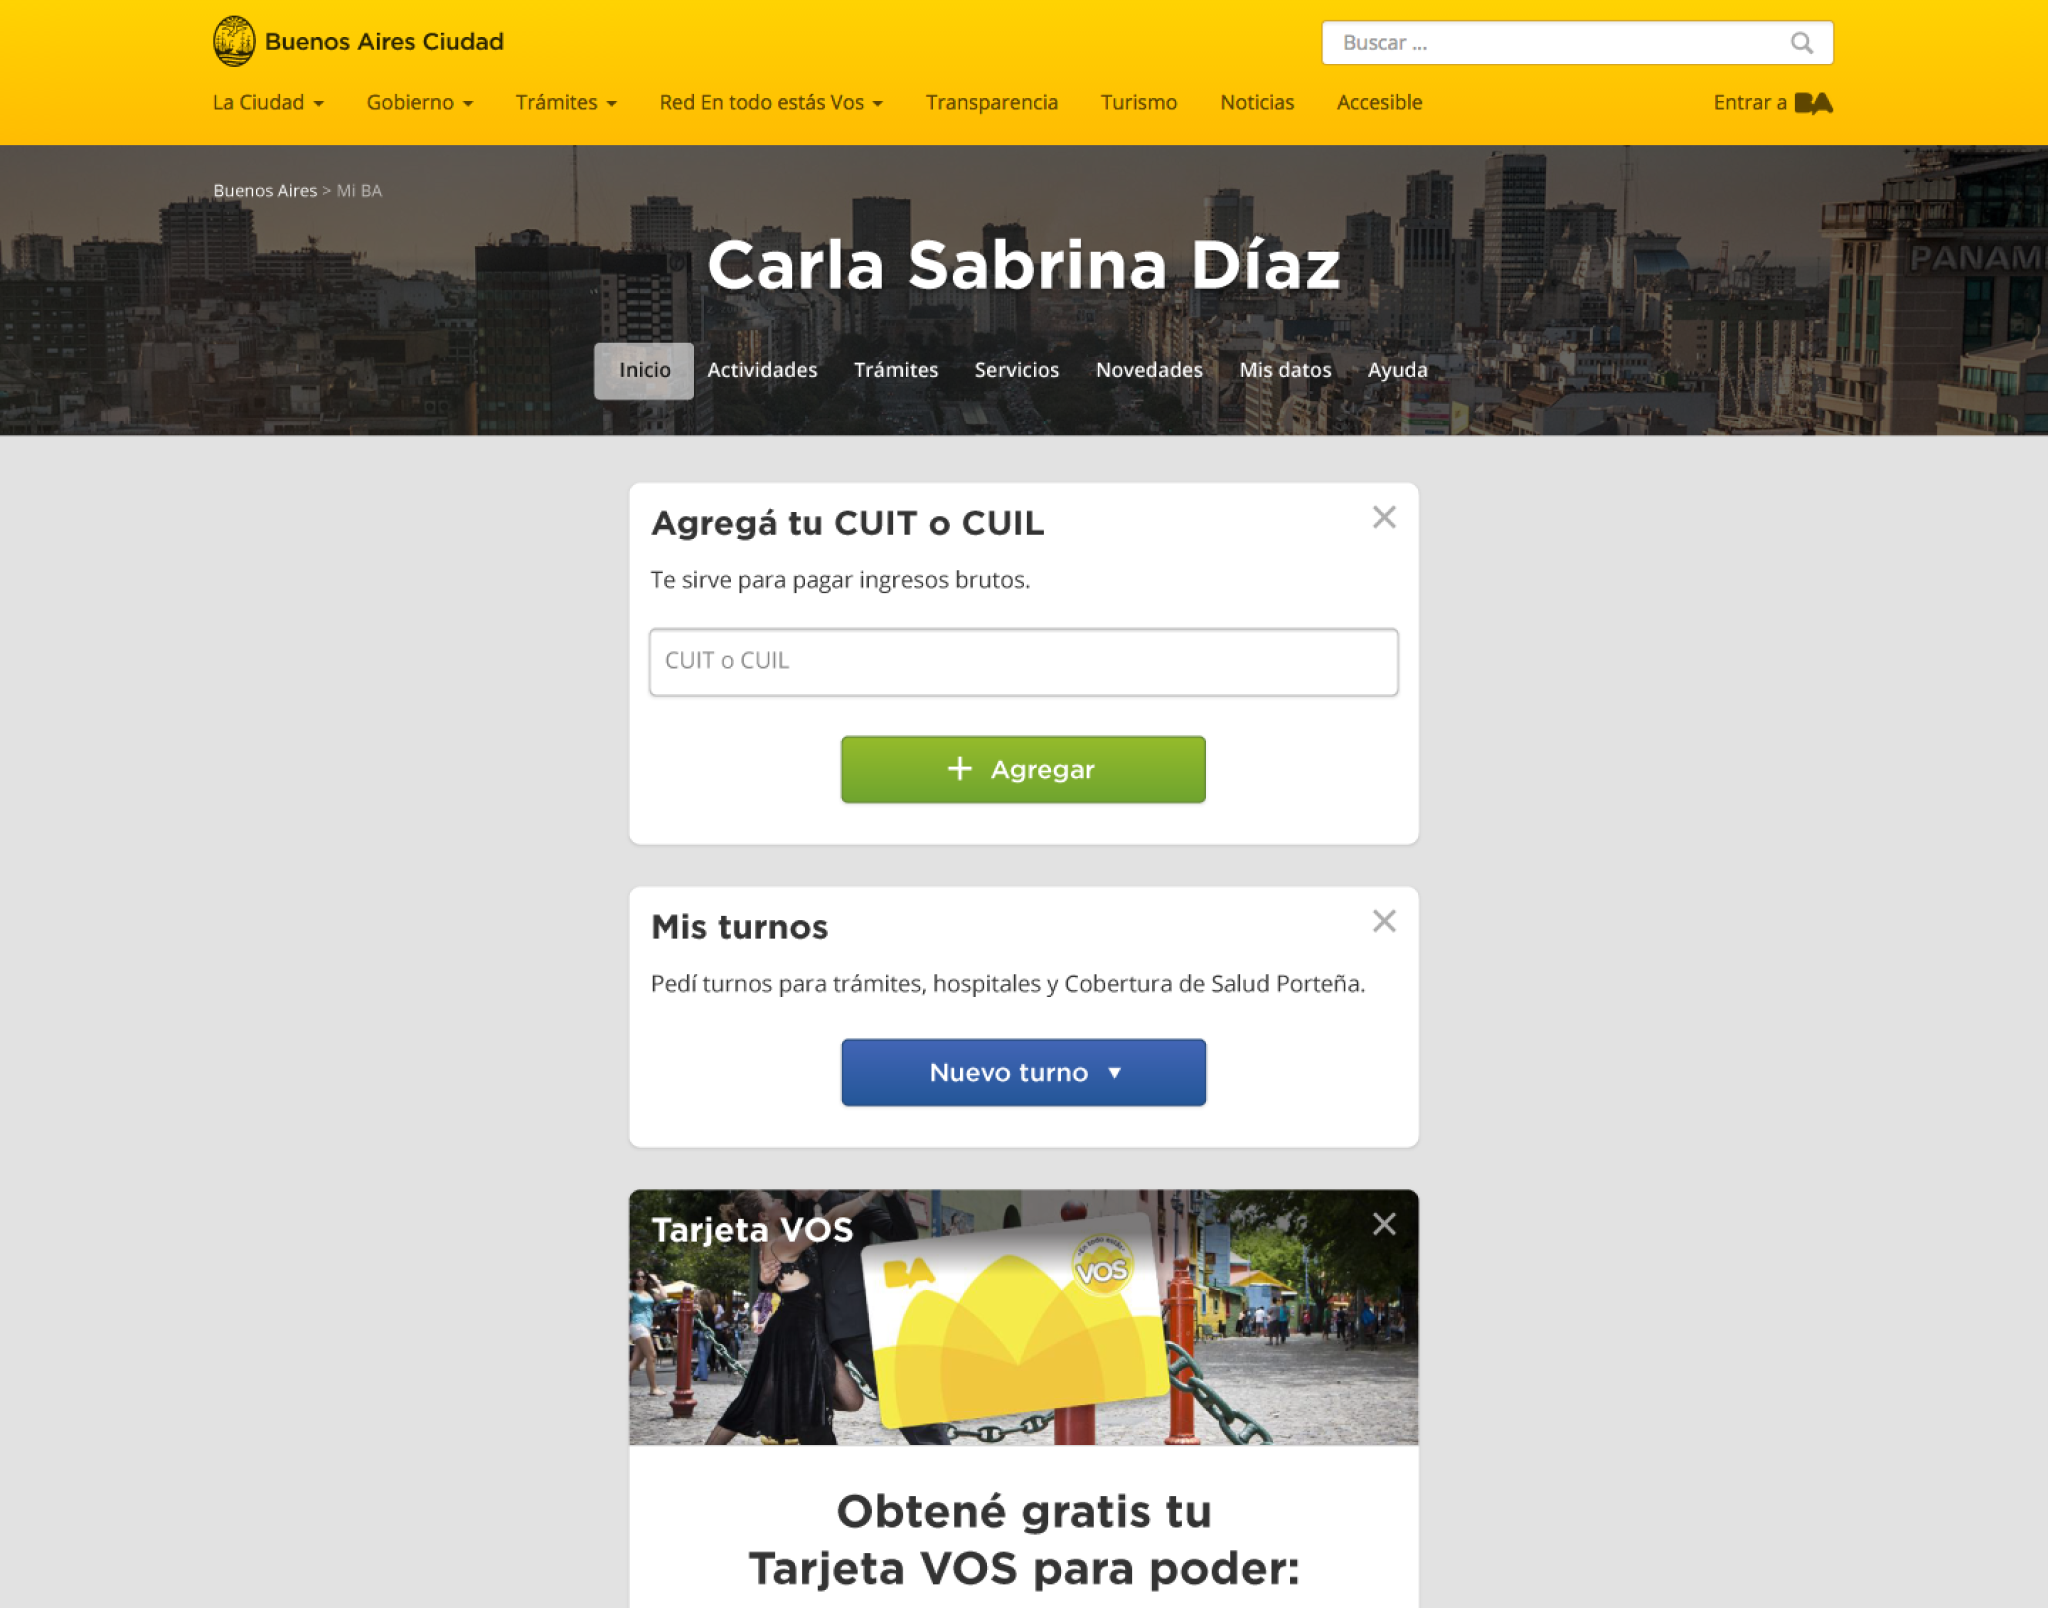 Buenos Aires Ciudad
Buscar ...
La Ciudad
Gobierno
Trámites
Red En todo estás Vos
Transparencia
Turismo
Noticias
Accesible
Entrar a BA
Buenos Aires > Mi BA
PANAM
Carla Sabrina Díaz
Inicio
Actividades
Trámites
Servicios
Novedades
Mis datos
Ayuda
Agregá tu CUIT o CUIL
Te sirve para pagar ingresos brutos.
CUIT o CUIL
+ Agregar
Mis turnos
Pedí turnos para trámites, hospitales y Cobertura de Salud Porteña.
Nuevo turno
Tarjeta VOS
BA
En todo estás
VOS
Obtené gratis tu
Tarjeta VOS para poder: